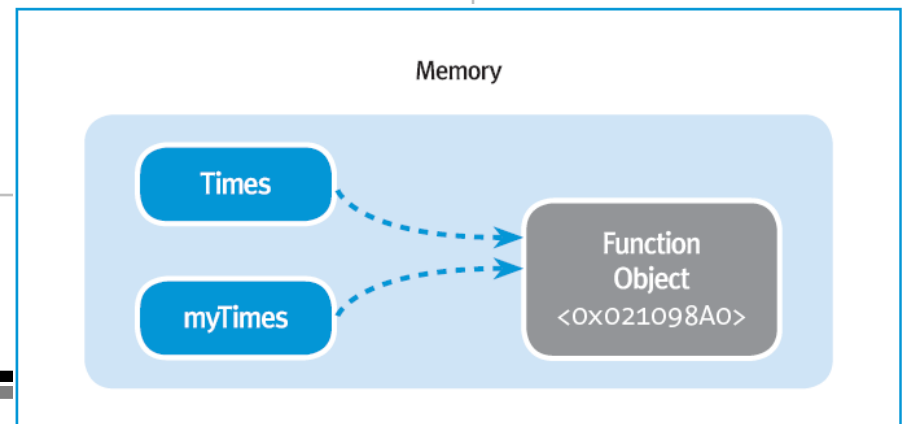 Memory
Times
Function
Object
<0x021098A0>
myTimes